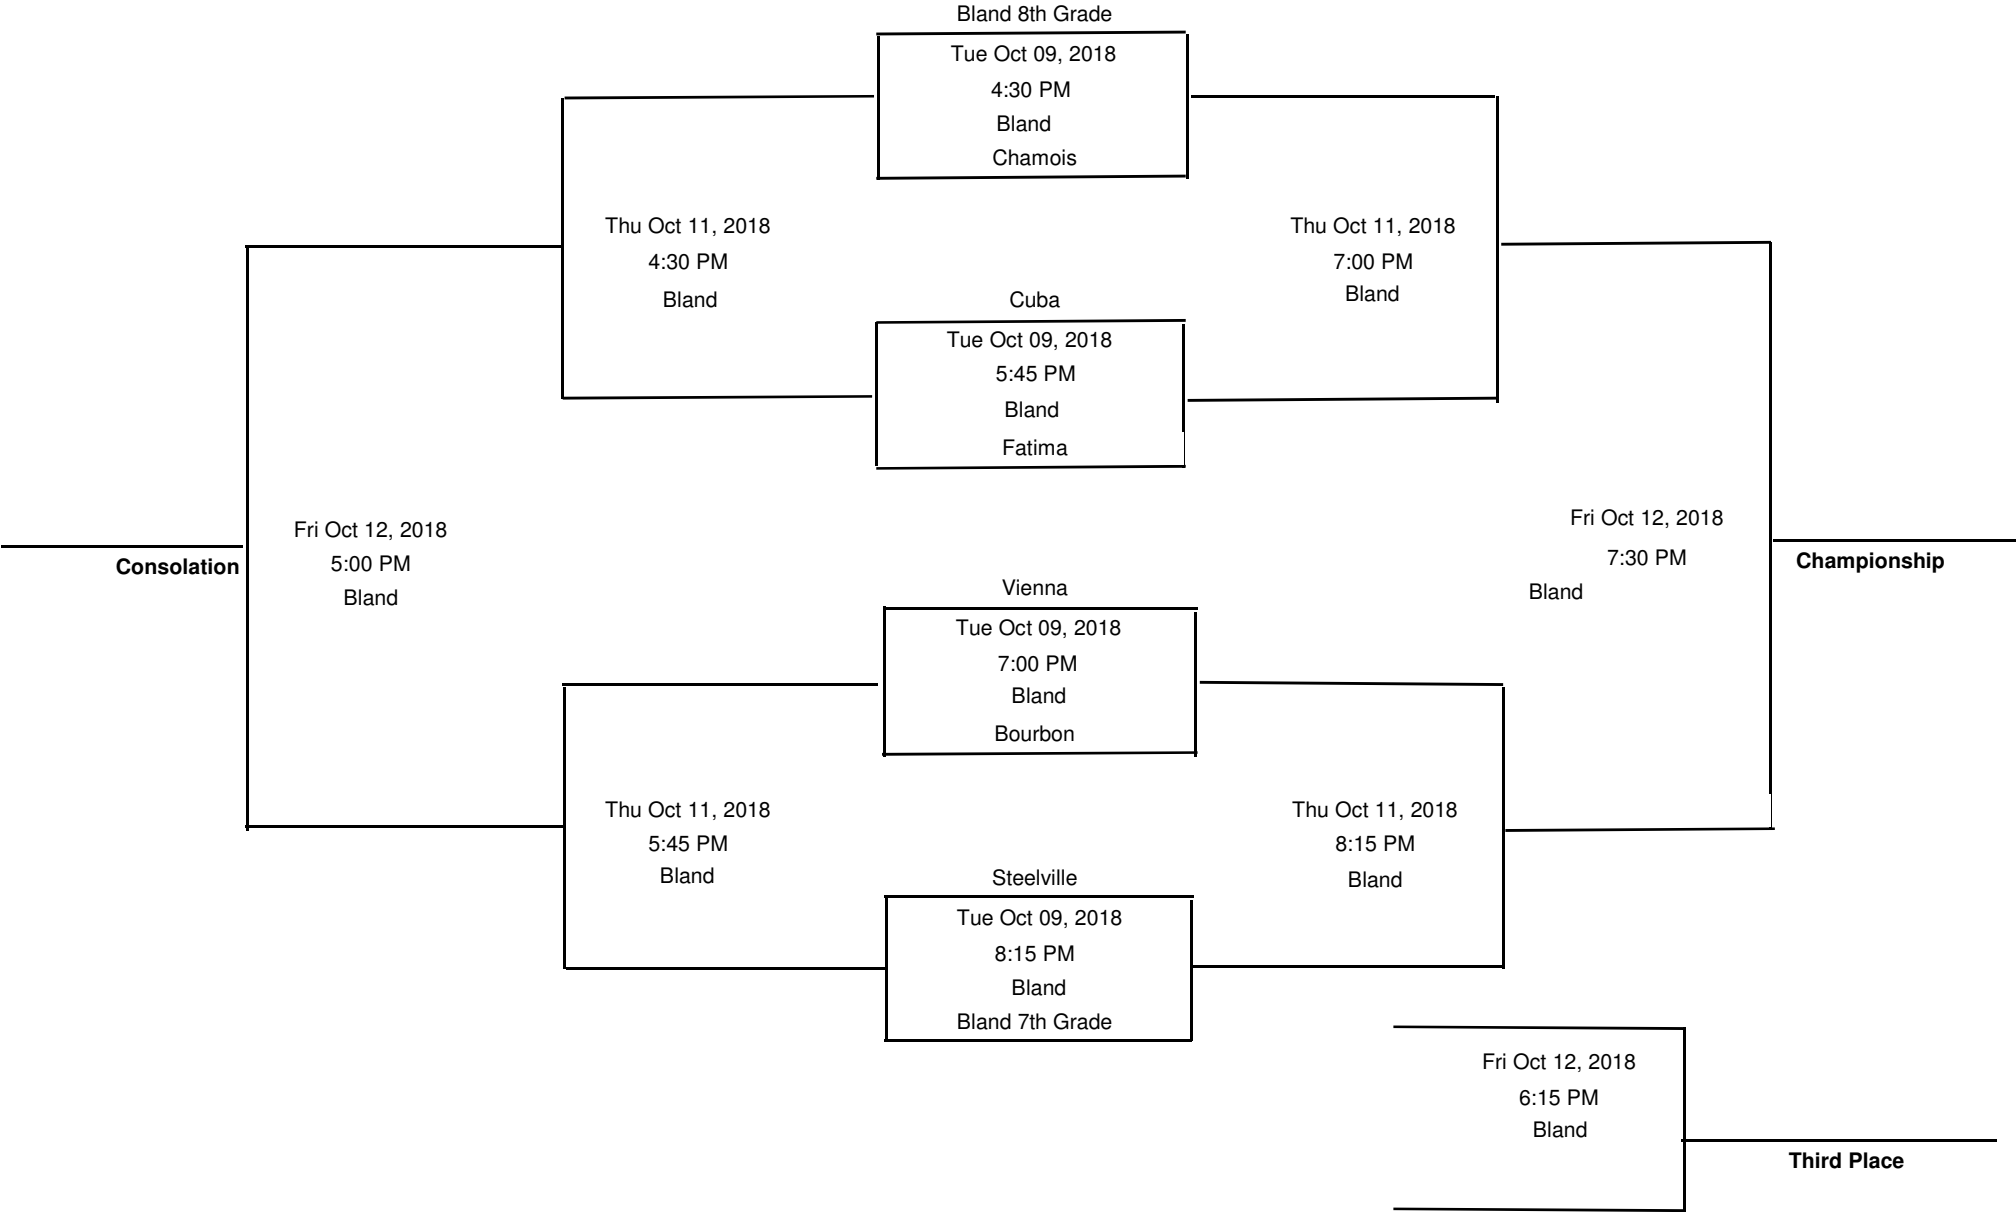 Bland 8th Grade
Tue Oct 09, 2018
4:30 PM
Bland
Chamois
Thu Oct 11, 2018
4:30 PM
Bland
Thu Oct 11, 2018
7:00 PM
Bland
Cuba
Tue Oct 09, 2018
5:45 PM
Bland
Fatima
Fri Oct 12, 2018
5:00 PM
Bland
Consolation
Fri Oct 12, 2018
7:30 PM
Bland
Championship
Vienna
Tue Oct 09, 2018
7:00 PM
Bland
Bourbon
Thu Oct 11, 2018
5:45 PM
Bland
Thu Oct 11, 2018
8:15 PM
Bland
Steelville
Tue Oct 09, 2018
8:15 PM
Bland
Bland 7th Grade
Fri Oct 12, 2018
6:15 PM
Bland
Third Place